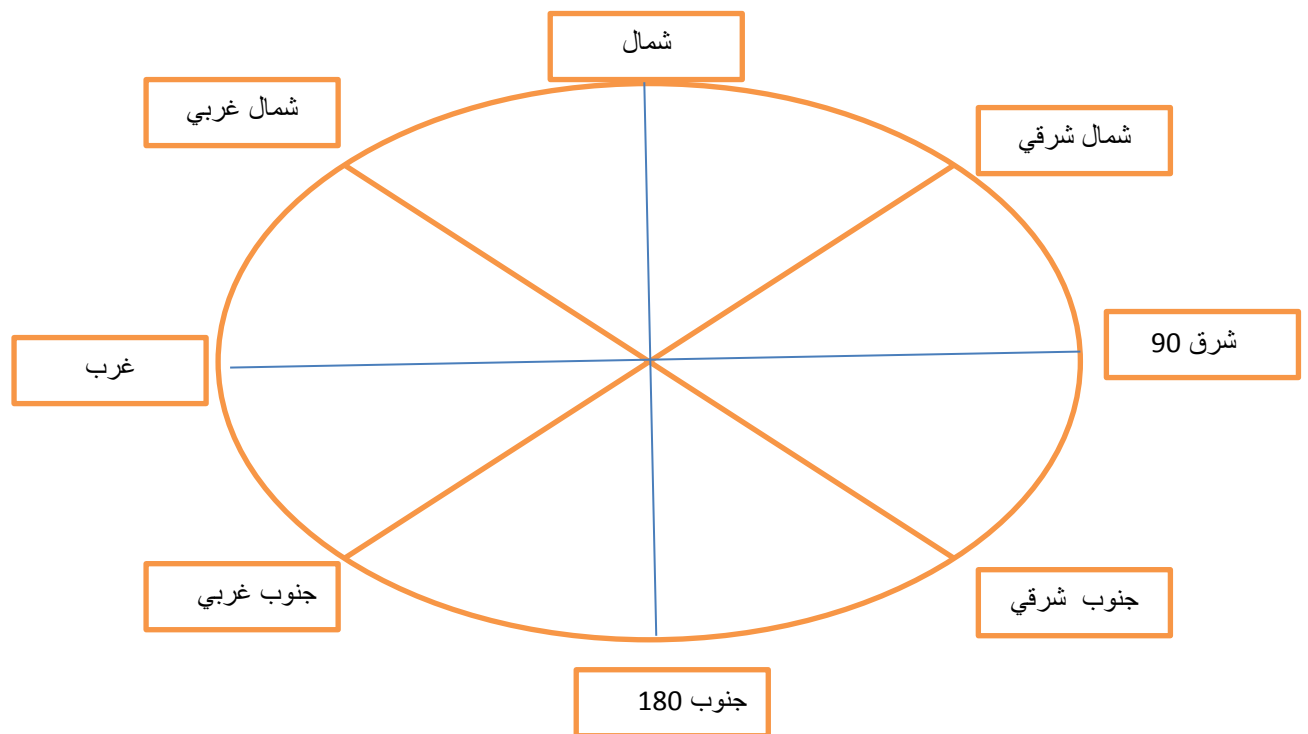 شمال
شمال شرقي
شمال غربي
شرق 90
غرب
جنوب شرقي
جنوب غربي
جنوب 180